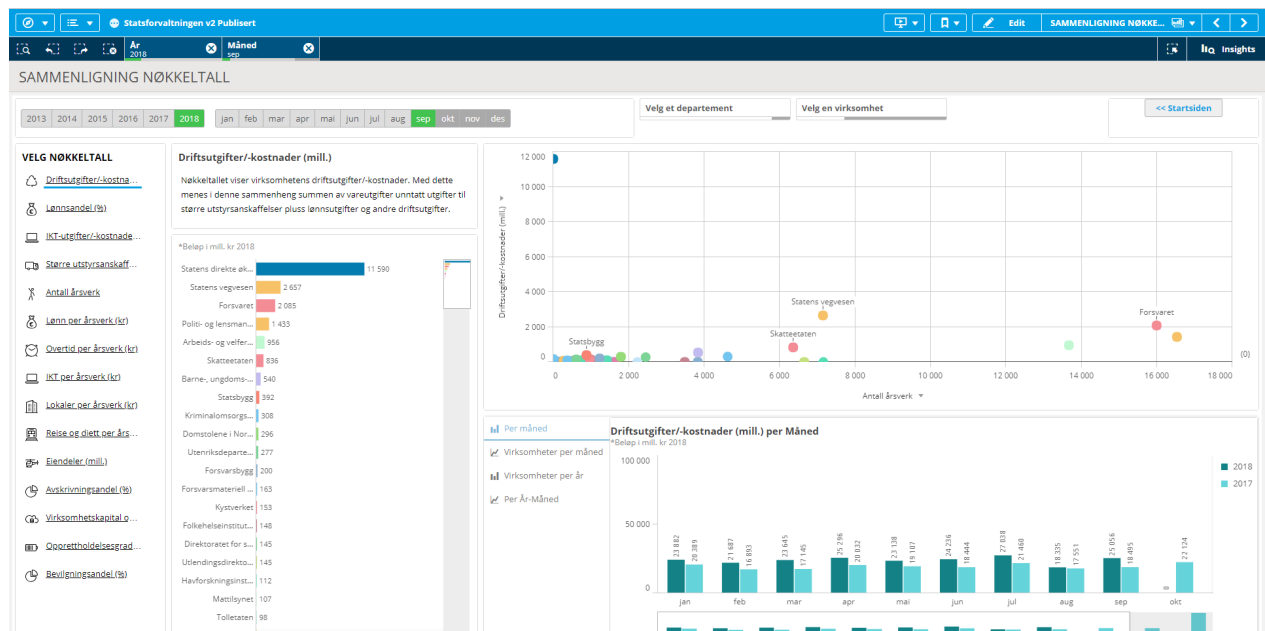 Statsforvaltningen v2 Publisert
Edit
SAMMENLIGNING NØKKE...
År
2018
Måned
sep
Insights
SAMMENLIGNING NØKKELTALL
2013 2014 2015 2016 2017 2018
jan feb mar apr mai jun jul aug sep okt nov des
Velg et departement
Velg en virksomhet
<< Startsiden
VELG NØKKELTALL
Driftsutgifter/-kostna...
Lønnsandel (%)
IKT-utgifter/-kostnade...
Større utstyrsanskaff...
Antall årsverk
Lønn per årsverk (kr)
Overtid per årsverk (kr)
IKT per årsverk (kr)
Lokaler per årsverk (kr)
Reise og diett per års...
Eiendeler (mill.)
Avskrivningsandel (%)
Virksomhetskapital o...
Opprettholdelsesgrad...
Bevilgningsandel (%)
Driftsutgifter/-kostnader (mill.)
Nøkkeltallet viser virksomhetens driftsutgifter/-kostnader. Med dette
menes i denne sammenheng summen av vareutgifter unntatt utgifter til
større utstyrsanskaffelser pluss lønnsutgifter og andre driftsutgifter.
*Beløp i mill. kr 2018
Statens direkte øk... 11 590
Statens vegvesen 2 657
Forsvaret 2 085
Politi- og lensman... 1 433
Arbeids- og velfer... 956
Skatteetaten 836
Barne-, ungdoms-... 540
Statsbygg 392
Kriminalomsorgs... 308
Domstolene i Nor... 296
Utenriksdeparte... 277
Forsvarsbygg 200
Forsvarsmateriell ... 163
Kystverket 153
Folkehelseinstitut... 148
Direktoratet for s... 145
Utlendingsdirekto... 145
Havforskningsinst... 112
Mattilsynet 107
Tolletaten 98
Driftsutgifter/-kostnader (mill.)
12 000
10 000
8 000
6 000
4 000
2 000
0
Statens vegvesen
Forsvaret
Skatteetaten
Statsbygg
(0)
0 2 000 4 000 6 000 8 000 10 000 12 000 14 000 16 000 18 000
Antall årsverk
Per måned
Virksomheter per måned
Virksomheter per år
Per År-Måned
Driftsutgifter/-kostnader (mill.) per Måned
*Beløp i mill. kr 2018
100 000
50 000
0
2018
2017
23 882 20 389 21 687 16 893 23 645 17 145 25 296 20 032 23 138 19 107 24 236 18 444 27 038 21 460 18 335 17 551 25 056 18 495 0 22 124
jan feb mar apr mai jun jul aug sep okt